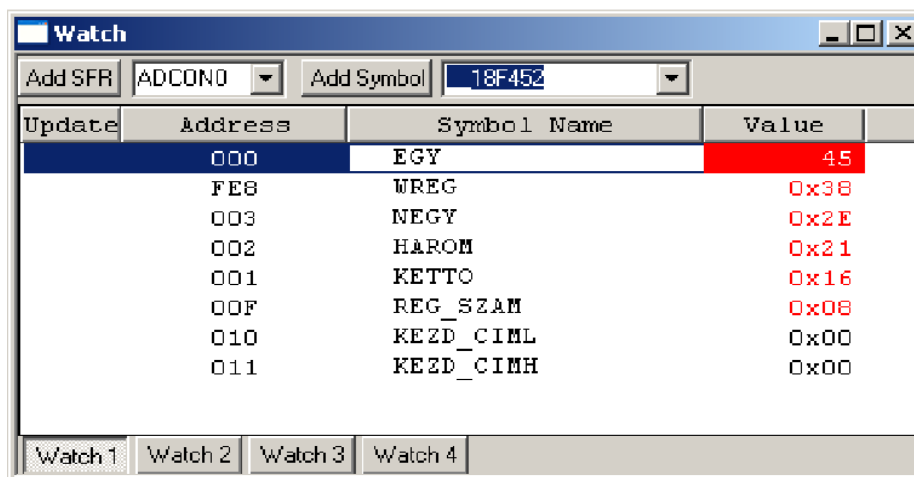 Watch
Add SFR ADCON0 Add Symbol __18F452
Update Address Symbol Name Value
000 EGY 45
FE8 WREG 0x38
003 NEGY 0x2E
002 HAROM 0x21
001 KETTO 0x16
00F REG_SZAM 0x08
010 KEZD_CIML 0x00
011 KEZD_CIMH 0x00
Watch 1 Watch 2 Watch 3 Watch 4